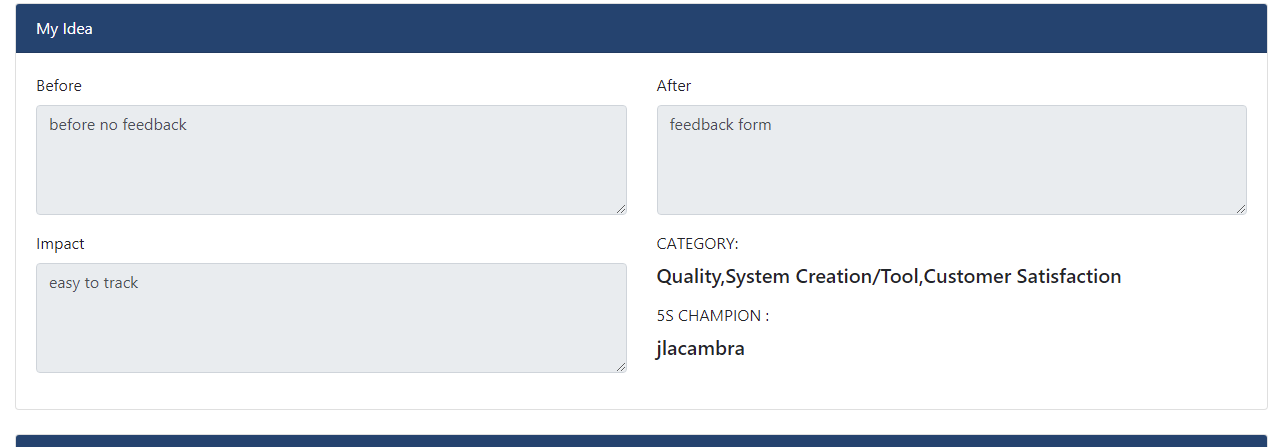 My Idea
Before
before no feedback
After
feedback form
Impact
easy to track
CATEGORY:
Quality,System Creation/Tool,Customer Satisfaction
5S CHAMPION :
jlacambra